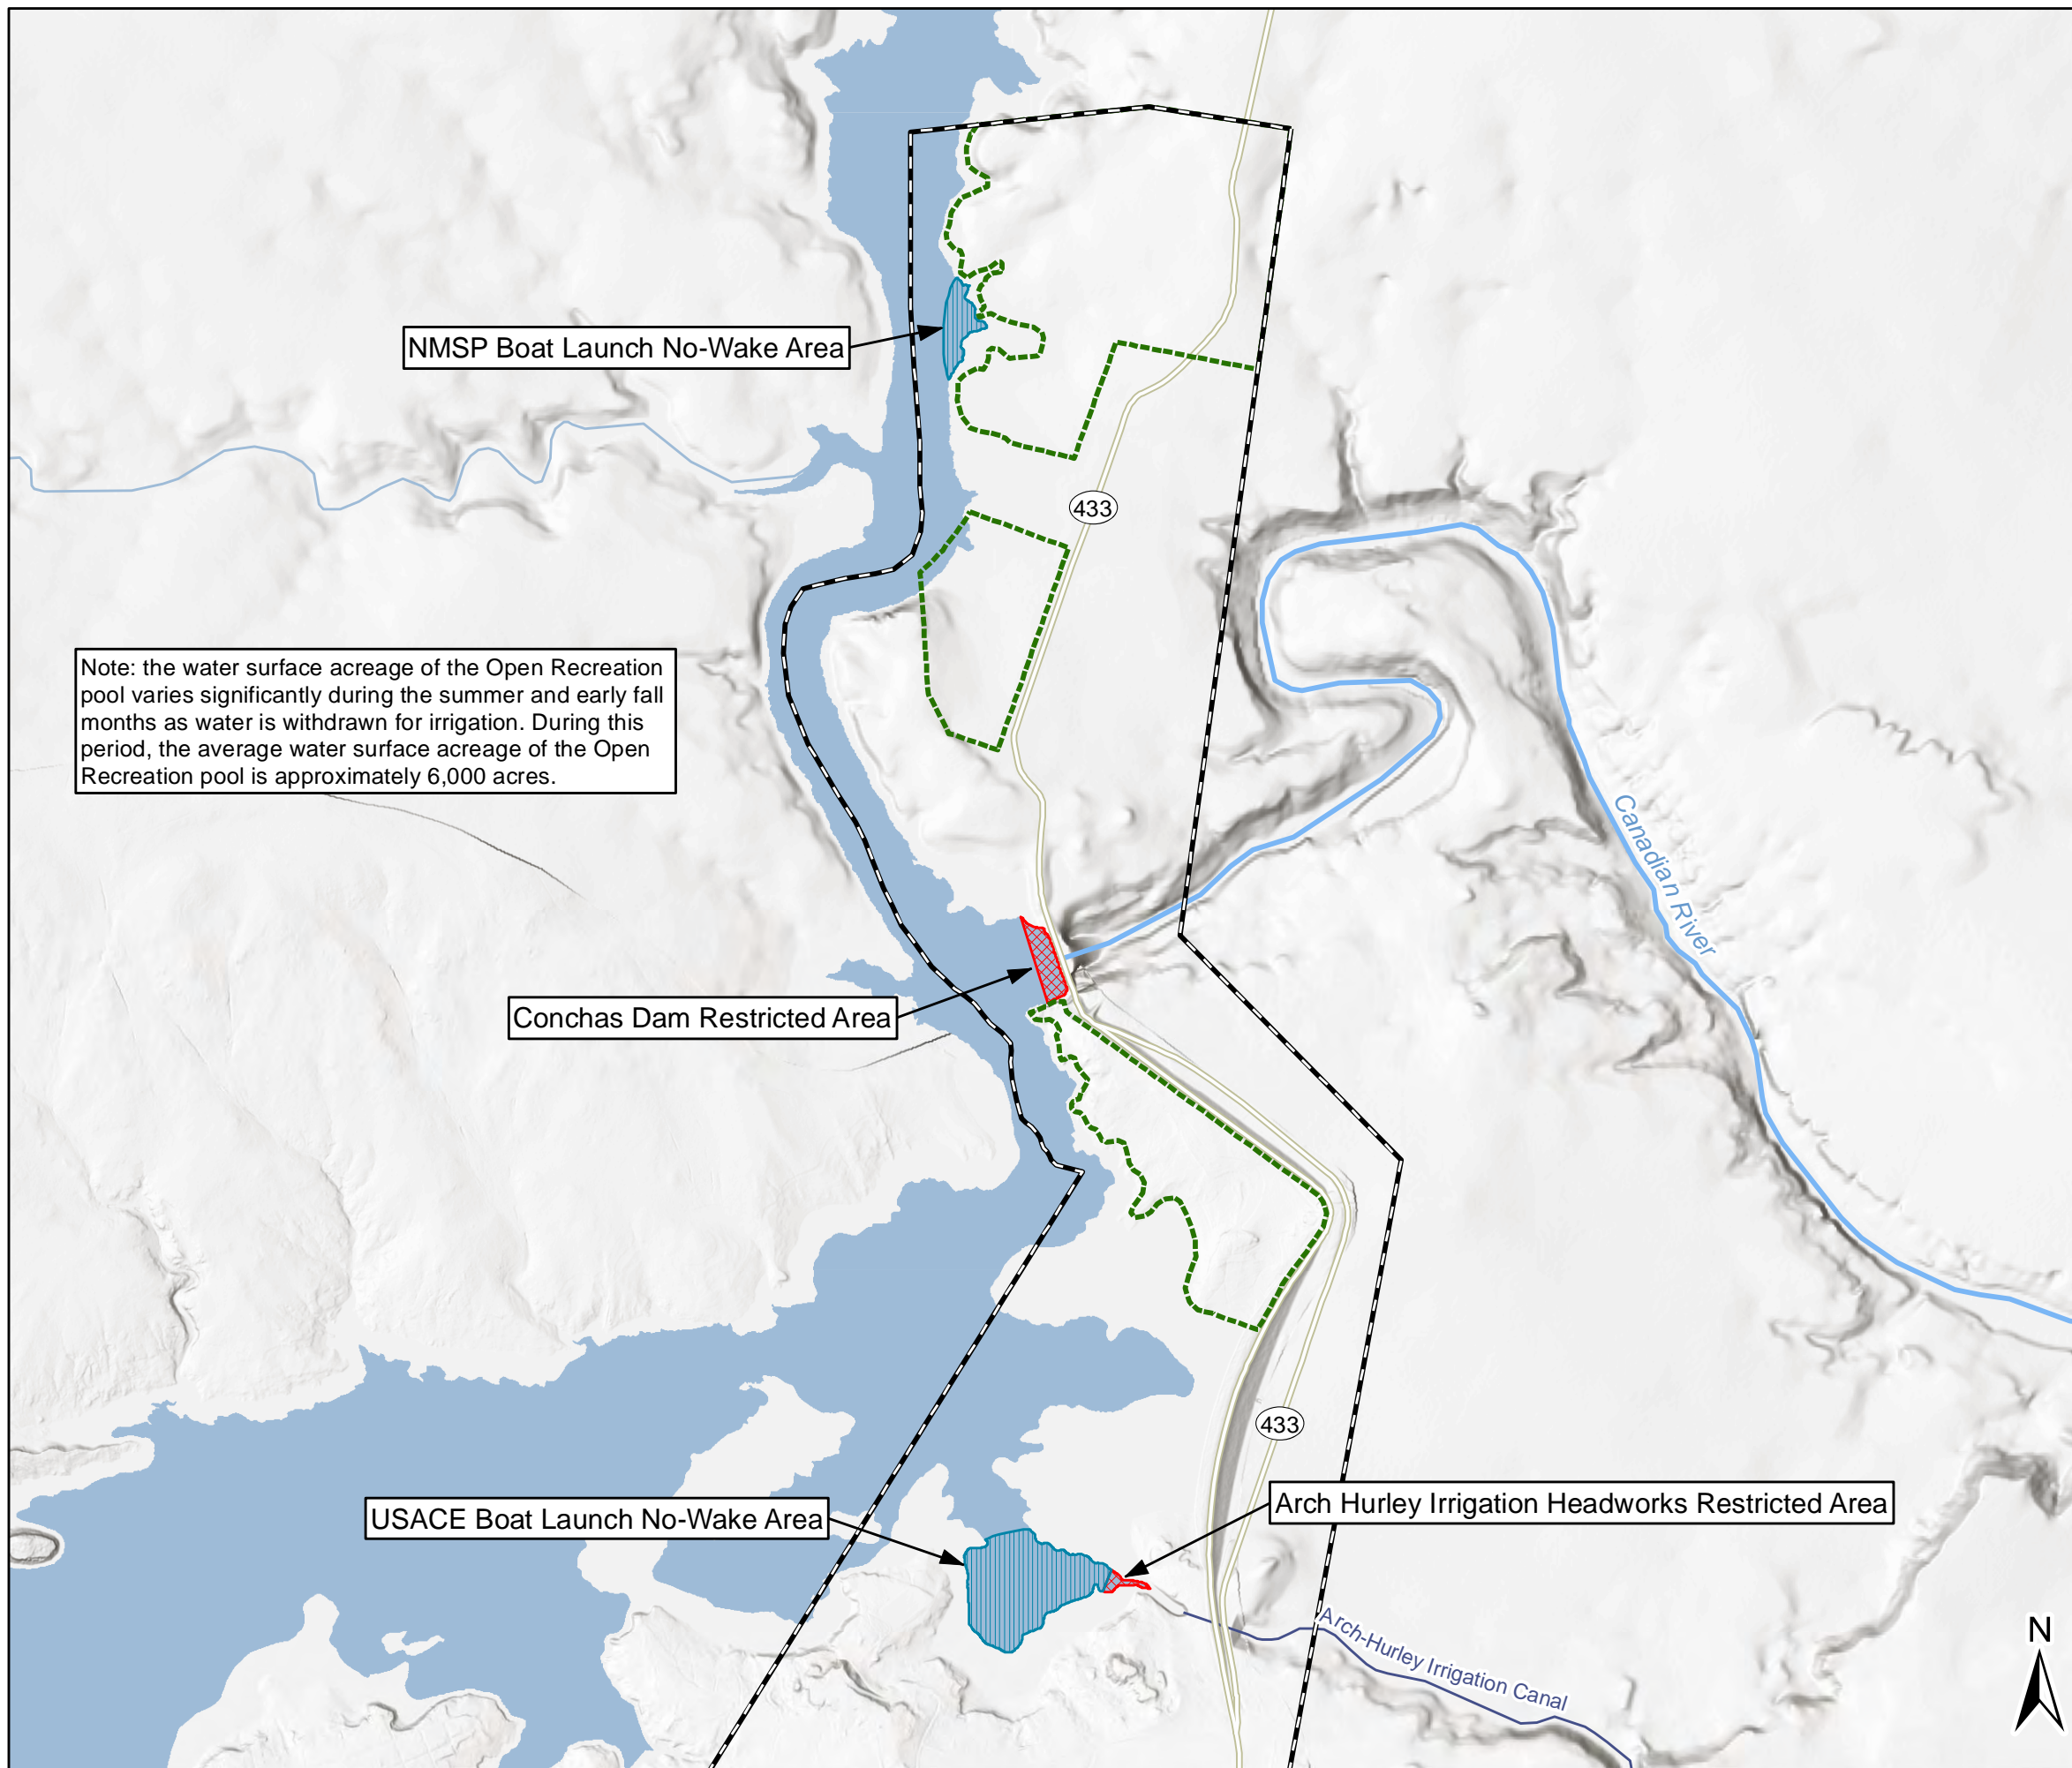 NMSP Boat Launch No-Wake Area
433
Note: the water surface acreage of the Open Recreation
pool varies significantly during the summer and early fall
months as water is withdrawn for irrigation. During this
period, the average water surface acreage of the Open
Recreation pool is approximately 6,000 acres.
Canadian River
Conchas Dam Restricted Area
433
USACE Boat Launch No-Wake Area
Arch Hurley Irrigation Headworks Restricted Area
Arch-Hurley Irrigation Canal
N